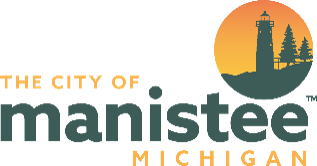 THE CITY OF
manistee™
MICHIGAN